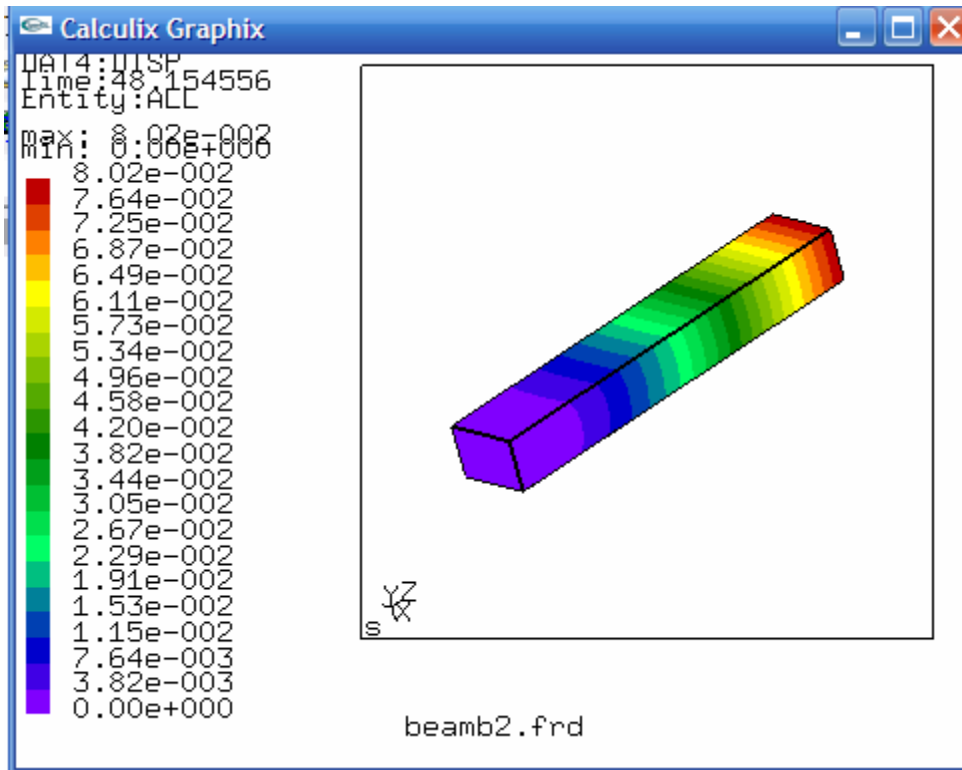 Calculix Graphix
DAT4:DISP
Time:48.154556
Entity:ALL
max: 8.02e-002
min: 0.00e+000
8.02e-002
7.64e-002
7.25e-002
6.87e-002
6.49e-002
6.11e-002
5.73e-002
5.34e-002
4.96e-002
4.58e-002
4.20e-002
3.82e-002
3.44e-002
3.05e-002
2.67e-002
2.29e-002
1.91e-002
1.53e-002
1.15e-002
7.64e-003
3.82e-003
0.00e+000
YZ
X
s
beamb2.frd